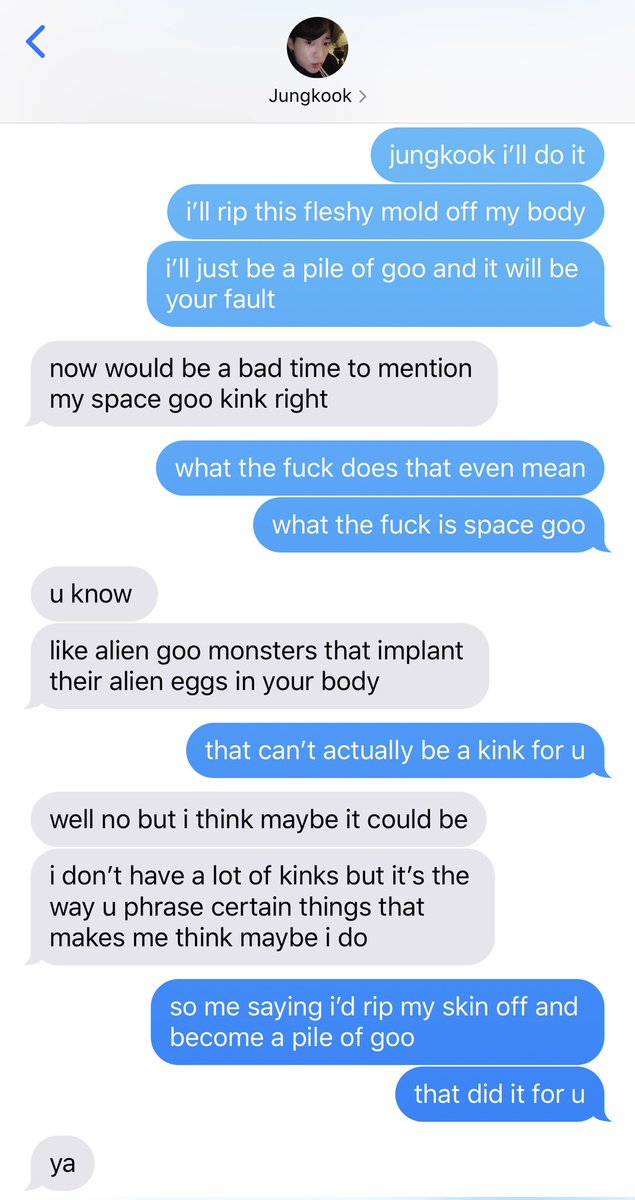 Jungkook
jungkook i’ll do it
i’ll rip this fleshy mold off my body
i’ll just be a pile of goo and it will be
your fault
now would be a bad time to mention
my space goo kink right
what the fuck does that even mean
what the fuck is space goo
u know
like alien goo monsters that implant
their alien eggs in your body
that can’t actually be a kink for u
well no but i think maybe it could be
i don’t have a lot of kinks but it’s the
way u phrase certain things that
makes me think maybe i do
so me saying i’d rip my skin off and
become a pile of goo
that did it for u
ya